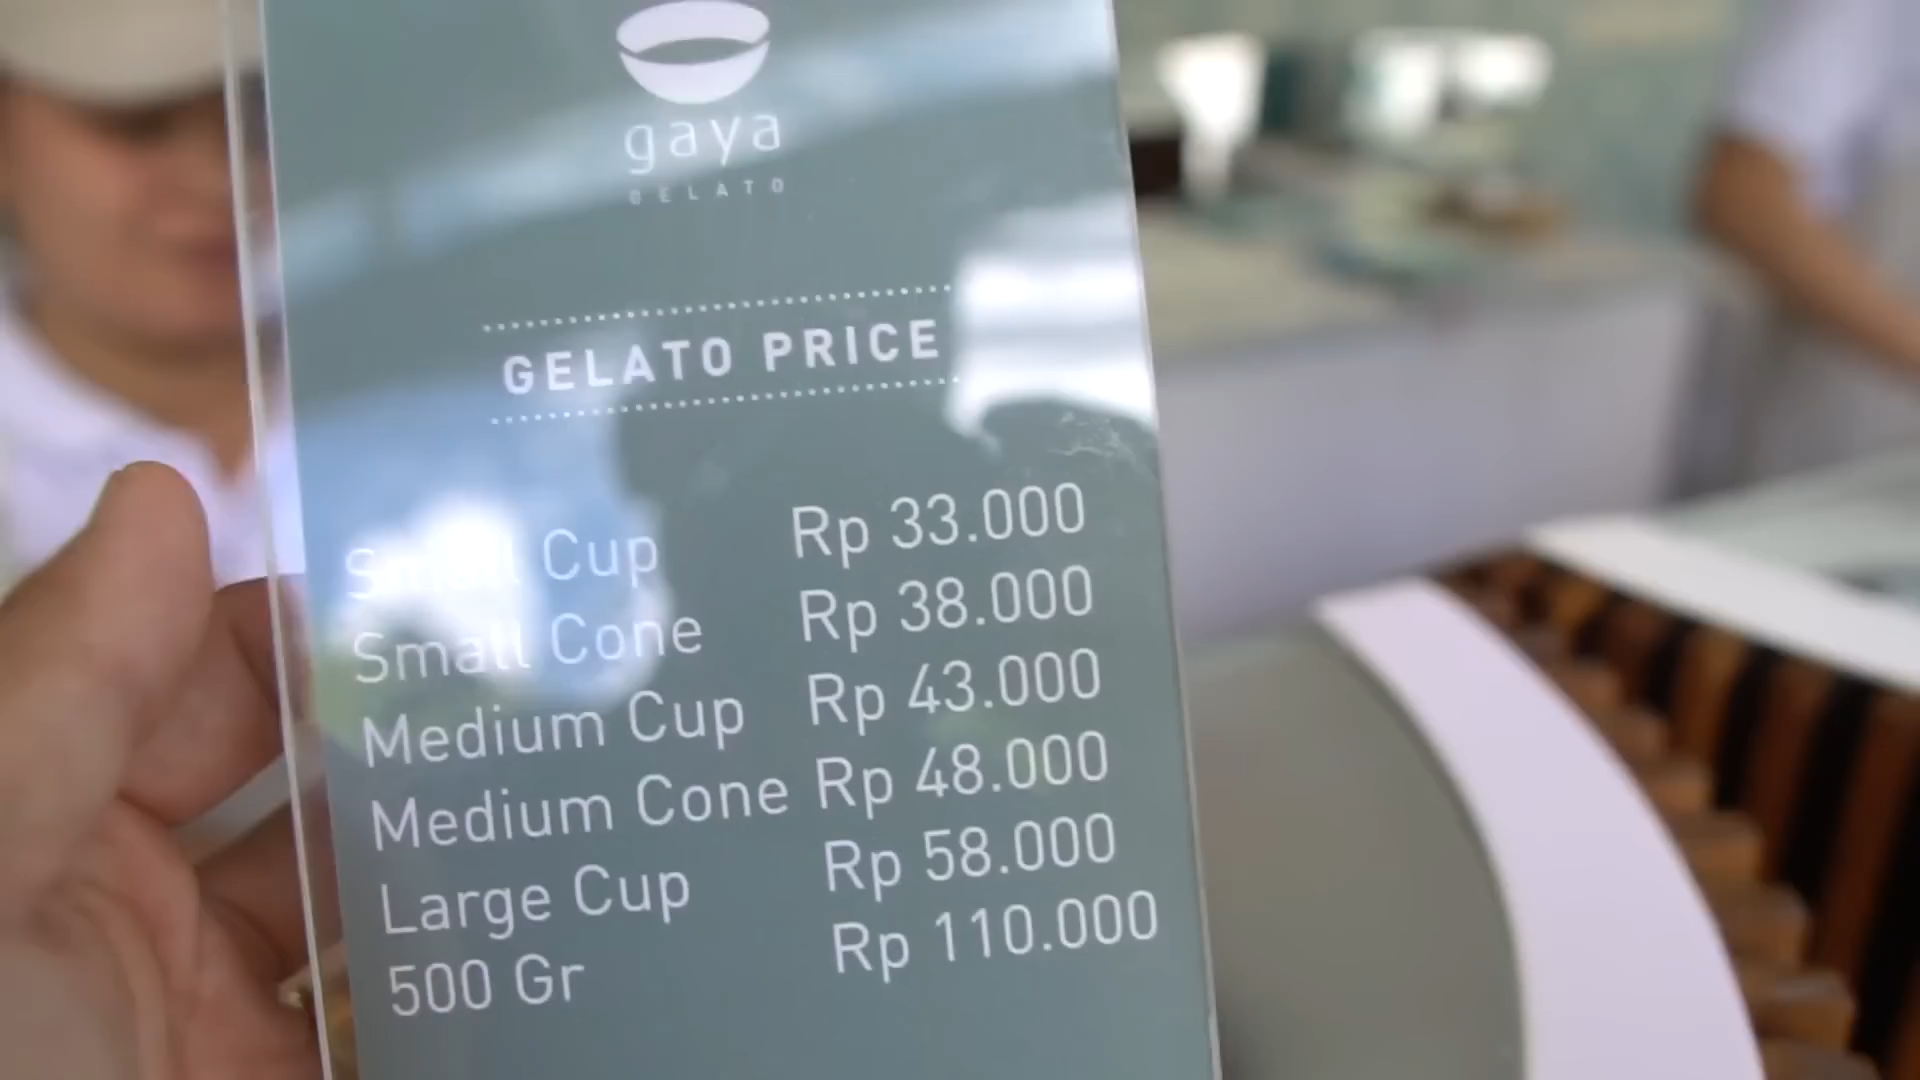 gaya
GELATO
GELATO PRICE
Small Cup Rp 33.000
Small Cone Rp 38.000
Medium Cup Rp 43.000
Medium Cone Rp 48.000
Large Cup Rp 58.000
500 Gr Rp 110.000